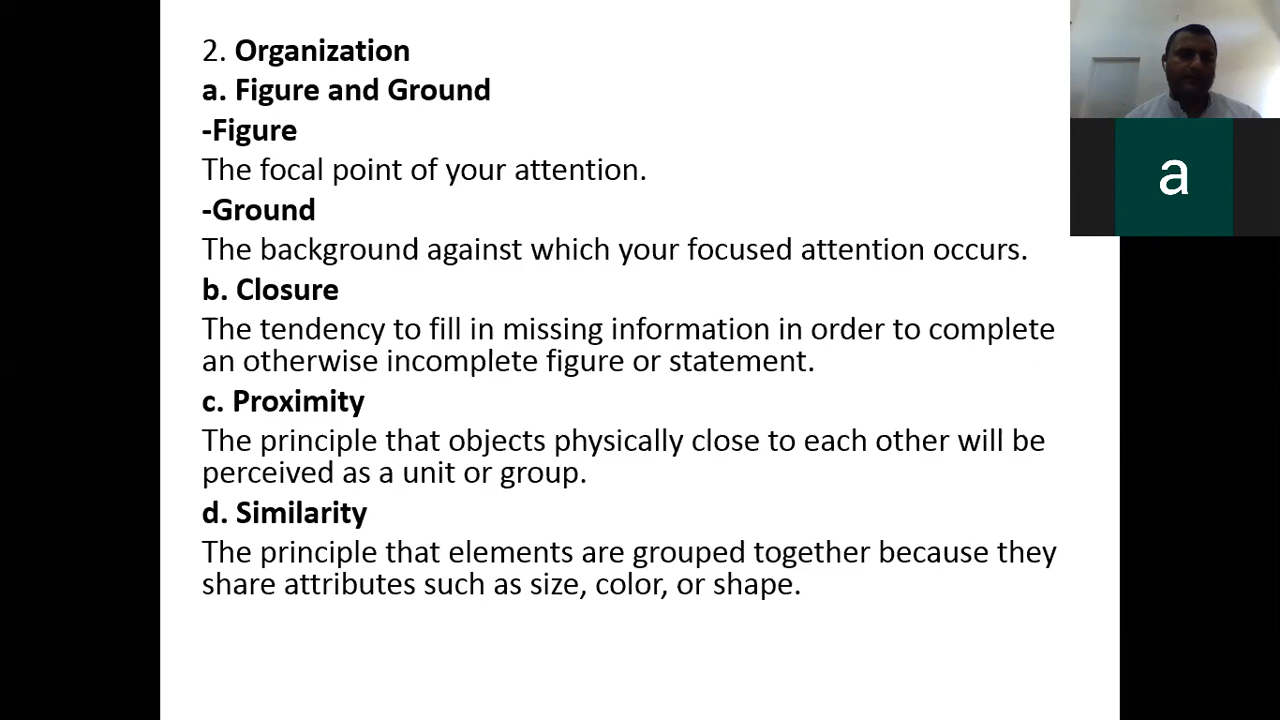 2. Organization
a. Figure and Ground
-Figure
The focal point of your attention.
-Ground
The background against which your focused attention occurs.
b. Closure
The tendency to fill in missing information in order to complete
an otherwise incomplete figure or statement.
c. Proximity
The principle that objects physically close to each other will be
perceived as a unit or group.
d. Similarity
The principle that elements are grouped together because they
share attributes such as size, color, or shape.
a